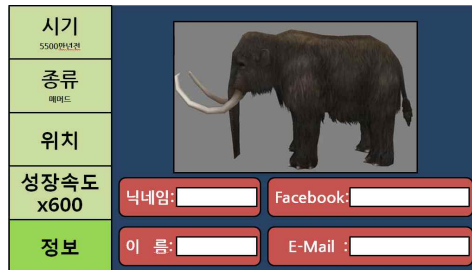 시기
5500만년전
종류
매머드
위치
성장속도
x600
정보
닉네임:
Facebook:
이 름:
E-Mail :